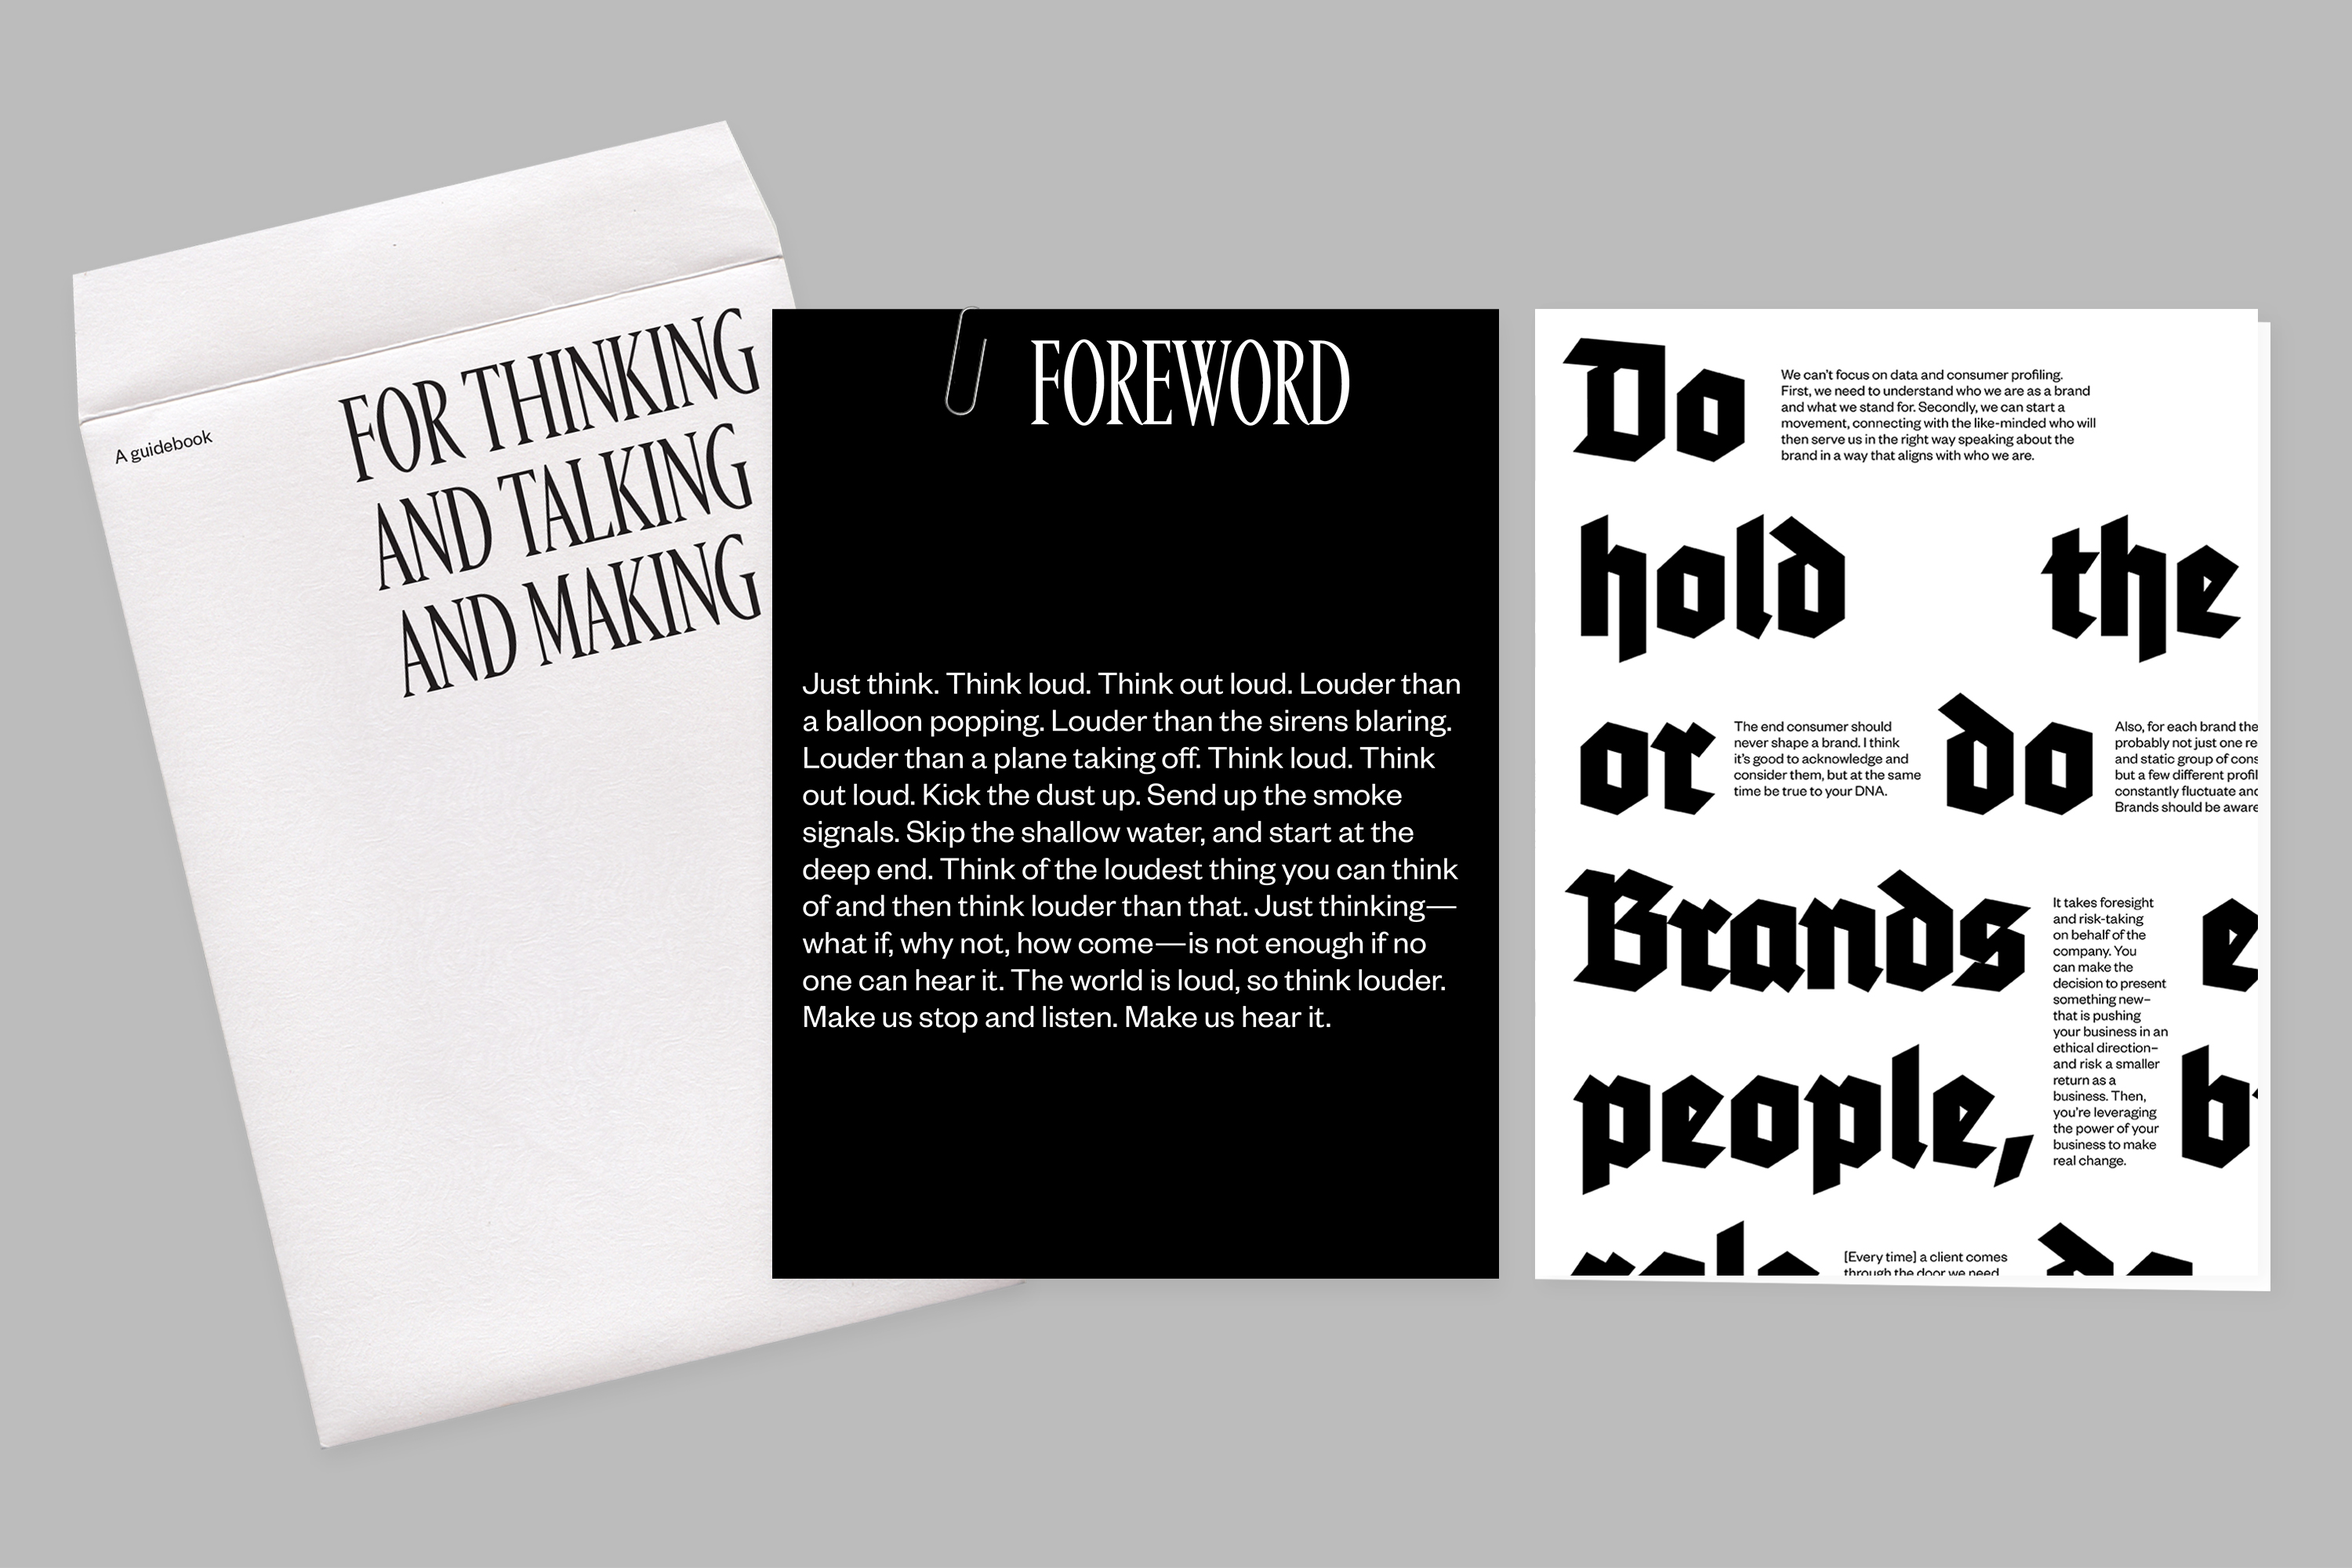 A guidebook
FOR THINKING
AND TALKING
AND MAKING
FOREWORD
Just think. Think loud. Think out loud. Louder than
a balloon popping. Louder than the sirens blaring.
Louder than a plane taking off. Think loud. Think
out loud. Kick the dust up. Send up the smoke
signals. Skip the shallow water, and start at the
deep end. Think of the loudest thing you can think
of and then think louder than that. Just thinking—
what if, why not, how come—is not enough if no
one can hear it. The world is loud, so think louder.
Make us stop and listen. Make us hear it.
Do
We can't focus on data and consumer profiling.
First, we need to understand who we are as a brand
and what we stand for. Secondly, we can start a
movement, connecting with the like-minded who will
then serve us in the right way speaking about the
brand in a way that aligns with who we are.
hold the
or
The end consumer should
never shape a brand. I think
it's good to acknowledge and
consider them, but at the same
time be true to your DNA.
do
Also, for each brand the
probably not just one re
and static group of cons
but a few different profil
constantly fluctuate and
Brands should be aware
Brands
It takes foresight
and risk-taking
on behalf of the
company. You
can make the
decision to present
something new–
that is pushing
your business in an
ethical direction–
and risk a smaller
return as a
business. Then,
you're leveraging
the power of your
business to make
real change.
e
people,
b
[Every time] a client comes
through the door we need